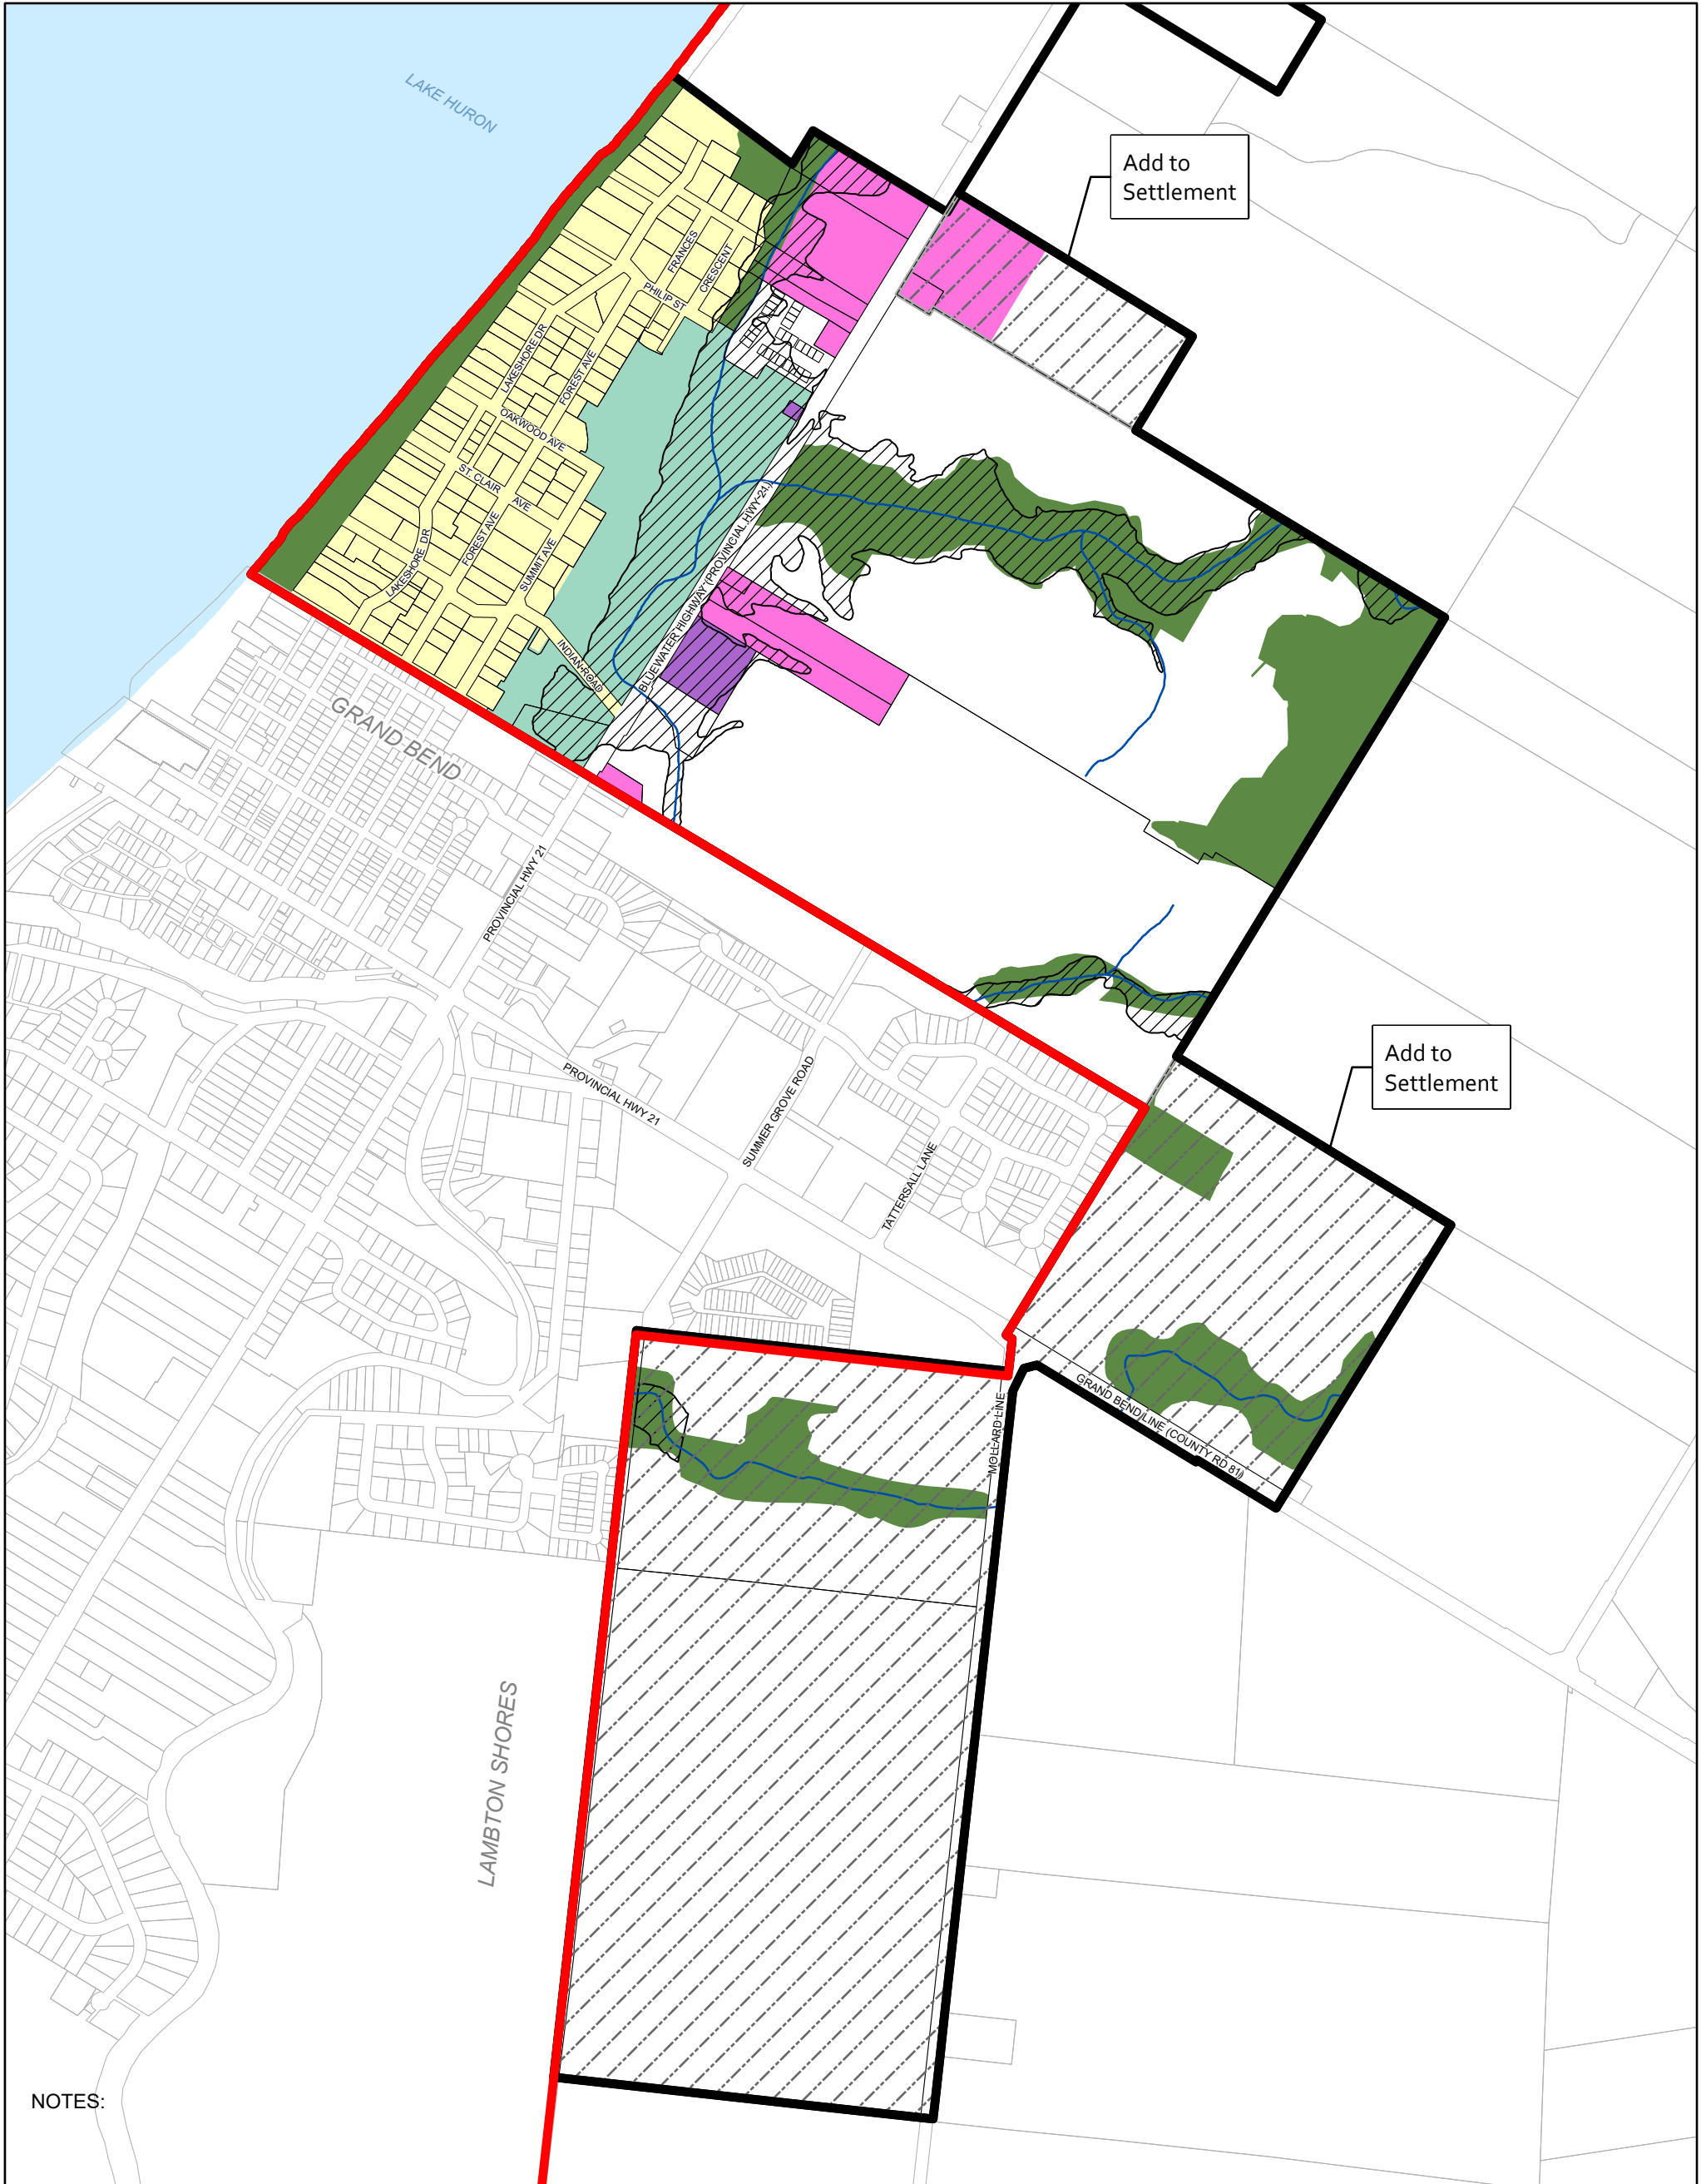 LAKE HURON
Add to
Settlement
FRANCES
CRESCENT
PHILIP ST
LAKESHORE DR
FOREST AVE
OAKWOOD AVE
ST. CLAIR AVE
FOREST AVE
SUMMIT AVE
LAKESHORE DR
INDIAN ROAD
BLUEWATER HIGHWAY (PROVINCIAL HWY 21)
GRAND BEND
PROVINCIAL HWY 21
PROVINCIAL HWY 21
SUMMER GROVE ROAD
TATTERSALL LANE
Add to
Settlement
GRAND BEND LINE (COUNTY RD 81)
MOLLARD LINE
LAMBTON SHORES
NOTES: